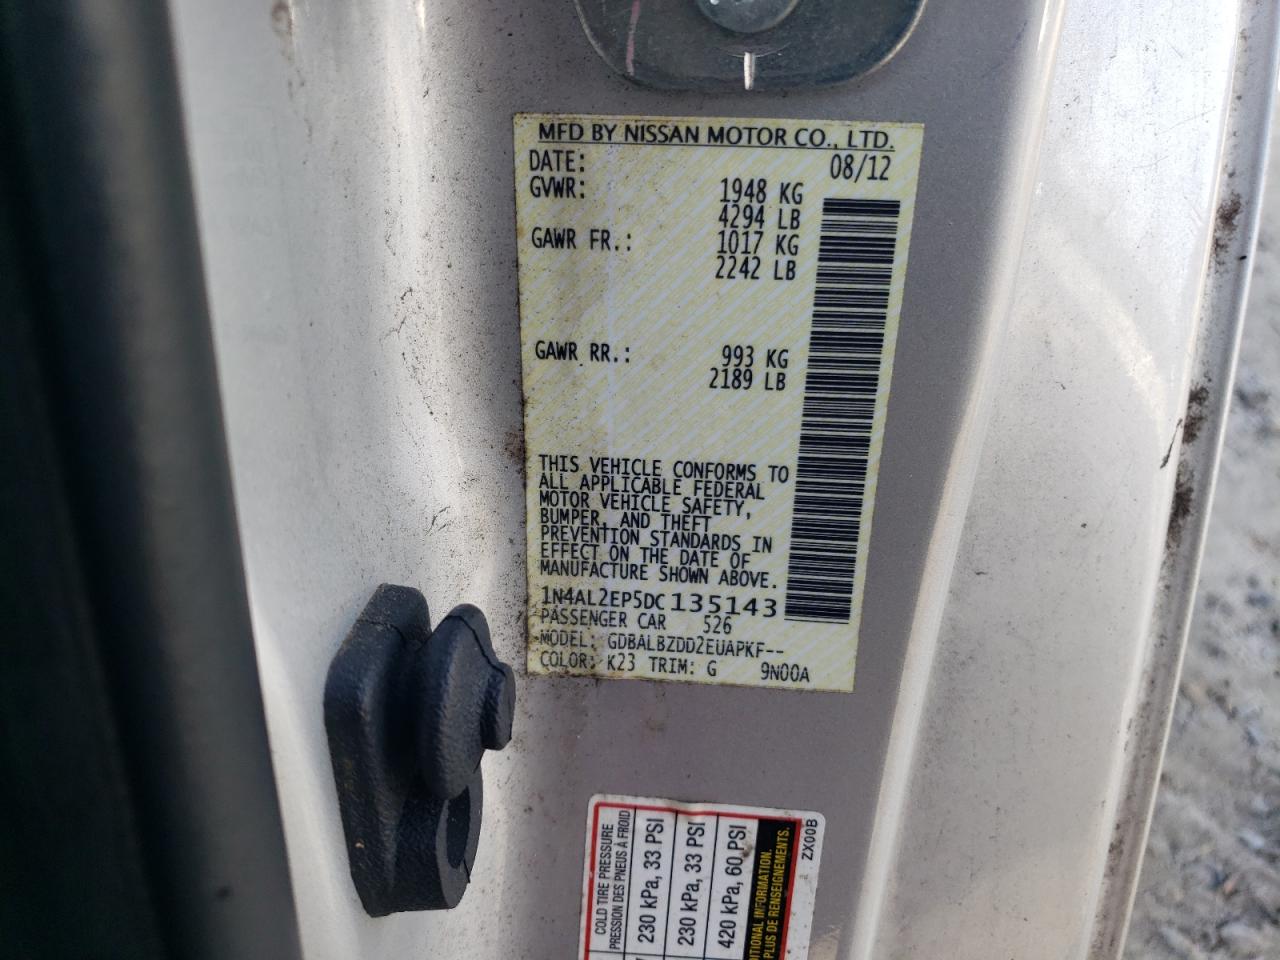 MFD BY NISSAN MOTOR CO., LTD.
DATE: 08/12
GVWR: 1948 KG
4294 LB
GAWR FR.: 1017 KG
2242 LB
GAWR RR.: 993 KG
2189 LB
THIS VEHICLE CONFORMS TO
ALL APPLICABLE FEDERAL
MOTOR VEHICLE SAFETY,
BUMPER, AND THEFT
PREVENTION STANDARDS IN
EFFECT ON THE DATE OF
MANUFACTURE SHOWN ABOVE.
1N4AL2EP5DC135143
PASSENGER CAR 526
MODEL: GDBALBZDD2EUAPKF--
COLOR: K23 TRIM: G 9N00A
COLD TIRE PRESSURE
PRESSION DES PNEUS À FROID
230 kPa, 33 PSI
230 kPa, 33 PSI
420 kPa, 60 PSI
INFORMATION.
PLUS DE RENSEIGNEMENTS.
ZX00B